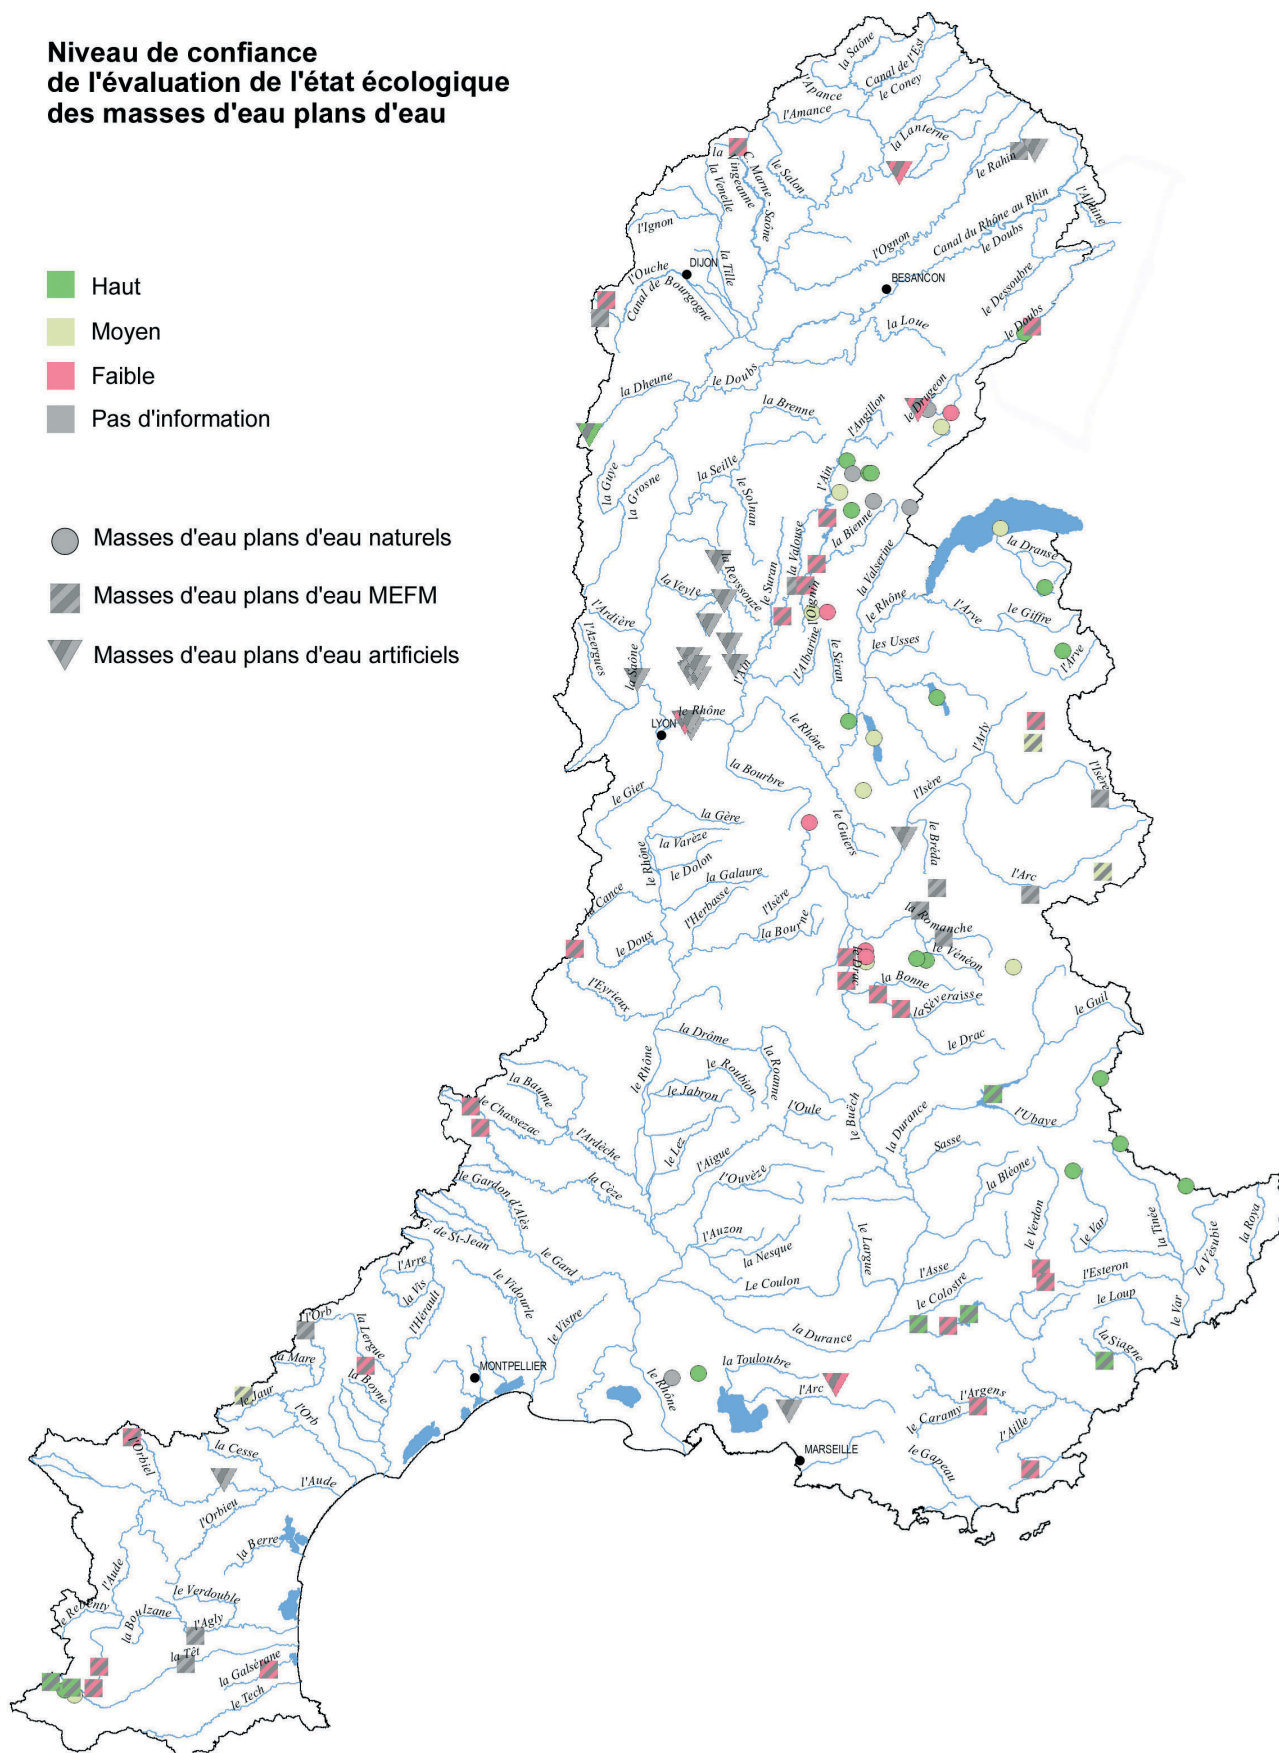 Niveau de confiance
de l'évaluation de l'état écologique
des masses d'eau plans d'eau
Haut
Moyen
Faible
Pas d'information
Masses d'eau plans d'eau naturels
Masses d'eau plans d'eau MEFM
Masses d'eau plans d'eau artificiels
la Saône
Canal de l'Est
l'Apance
le Coney
l'Amance
la Lanterne
la Vingeanne
C. Marne - Saône
le Salon
la Venelle
le Rahin
l'Allaine
Canal du Rhône au Rhin
le Doubs
l'Ignon
l'Ognon
la Tille
DIJON
l'Ouche
Canal de Bourgogne
BESANCON
le Dessoubre
la Loue
le Doubs
la Dheune
le Doubs
le Drugeon
la Brenne
l'Angillon
la Guye
la Grosne
la Seille
le Solnan
l'Ain
la Bienne
la Valouse
la Valserine
la Dranse
la Reyssouze
le Suran
la Veyle
l'Oignin
le Rhône
l'Arve
le Giffre
l'Ardière
l'Azergues
l'Albarine
les Usses
l'Arve
la Saône
l'Ain
le Séran
le Rhône
LYON
le Rhône
l'Arly
la Bourbre
l'Isère
l'Isère
le Gier
la Gère
le Guiers
la Varèze
le Bréda
le Rhône
le Dolon
la Galaure
l'Arc
la Cance
l'Herbasse
l'Isère
la Bourne
la Romanche
le Doux
le Vénéon
le Drac
la Bonne
l'Eyrieux
la Séveraisse
le Guil
la Drôme
le Drac
le Rhône
la Roanne
le Roubion
la Baume
le Jabron
l'Oule
le Buëch
l'Ubaye
le Chassezac
l'Ardèche
la Durance
Sasse
le Lez
l'Aigue
l'Ouvèze
la Bléone
la Cèze
le Gardon d'Alès
le Verdon
le Var
la Tinée
la Vésubie
la Roya
G. de St-Jean
l'Auzon
le Largue
la Nesque
le Gard
l'Arre
la Vis
l'Hérault
le Vidourle
Le Coulon
l'Asse
l'Esteron
le Colostre
le Loup
le Var
l'Orb
la Lergue
le Vistre
la Durance
la Siagne
la Mare
MONTPELLIER
la Touloubre
le Rhône
l'Arc
la Boyne
le Jaur
l'Orb
l'Argens
le Caramy
l'Aille
l'Orbiel
la Cesse
MARSEILLE
le Gapeau
l'Aude
l'Orbieu
la Berre
l'Aude
le Verdouble
le Rebenty
la Boulzane
l'Agly
la Têt
la Galsérane
le Tech